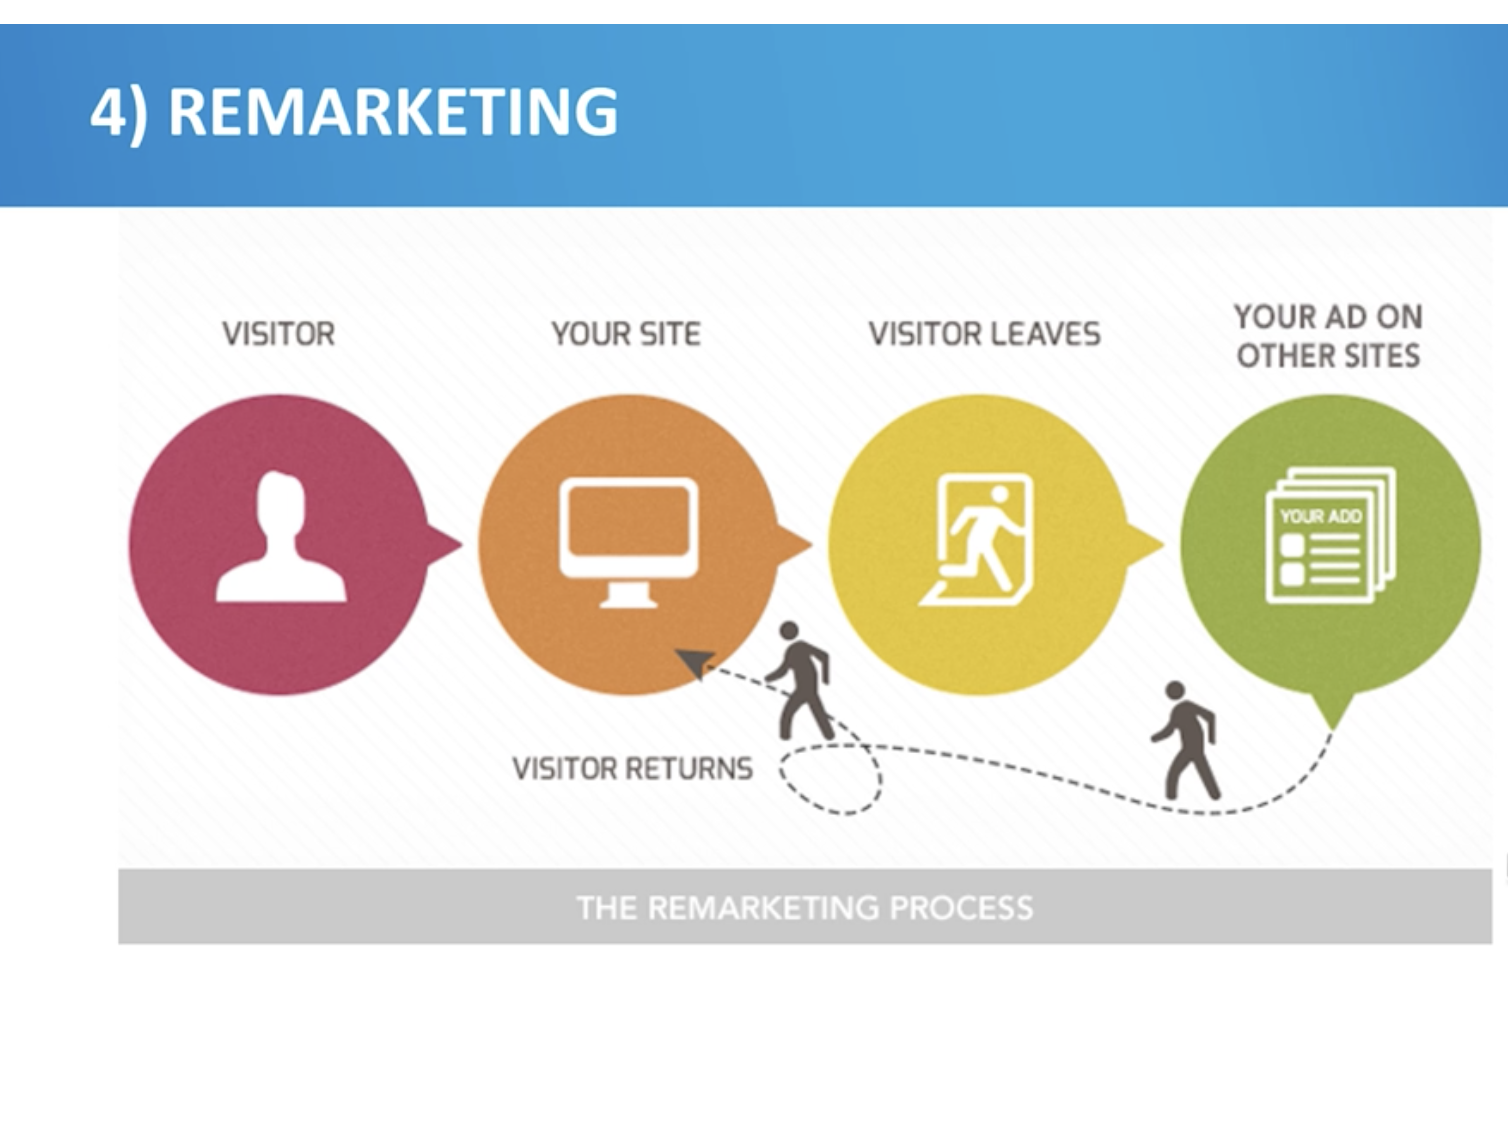 4) REMARKETING
VISITOR
YOUR SITE
VISITOR LEAVES
YOUR AD ON
OTHER SITES
YOUR ADD
VISITOR RETURNS
THE REMARKETING PROCESS